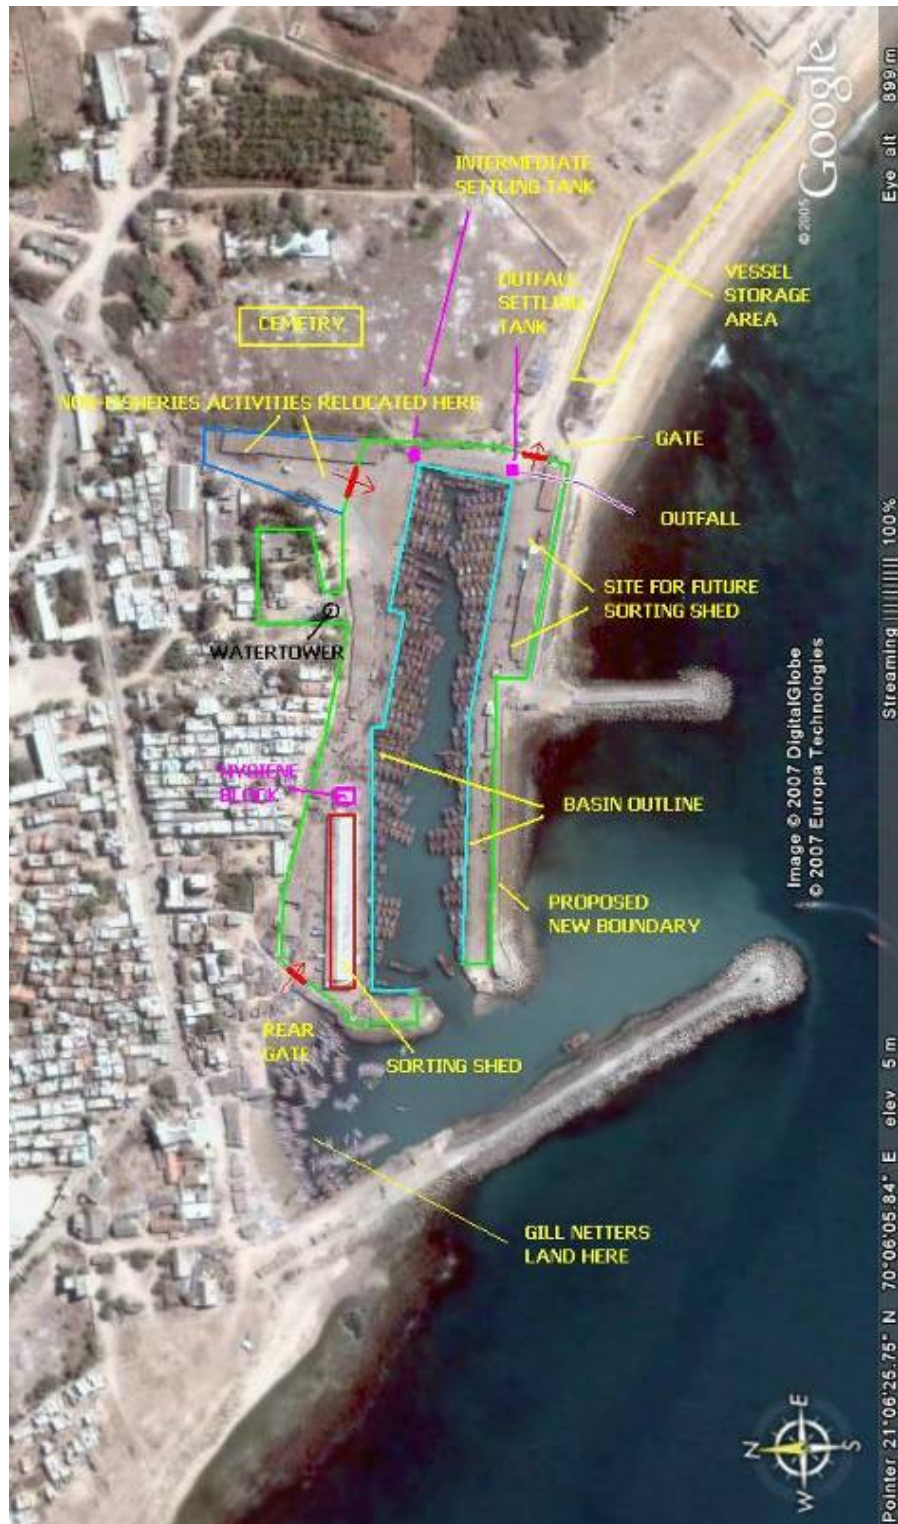 INTERMEDIATE
SETTLING TANK
OUTFALL
SETTLING
TANK
VESSEL
STORAGE
AREA
CEMETRY
NON-FISHERIES ACTIVITIES RELOCATED HERE
GATE
OUTFALL
SITE FOR FUTURE
SORTING SHED
WATERTOWER
HYGIENE
BLOCK
BASIN OUTLINE
PROPOSED
NEW BOUNDARY
REAR
GATE
SORTING SHED
GILL NETTERS
LAND HERE
©2005 Google
Image © 2007 DigitalGlobe
© 2007 Europa Technologies
N
E
S
W
Pointer 21°06'25.75" N 70°06'05.84" E elev 5 m Streaming |||||||||| 100% Eye alt 899 m